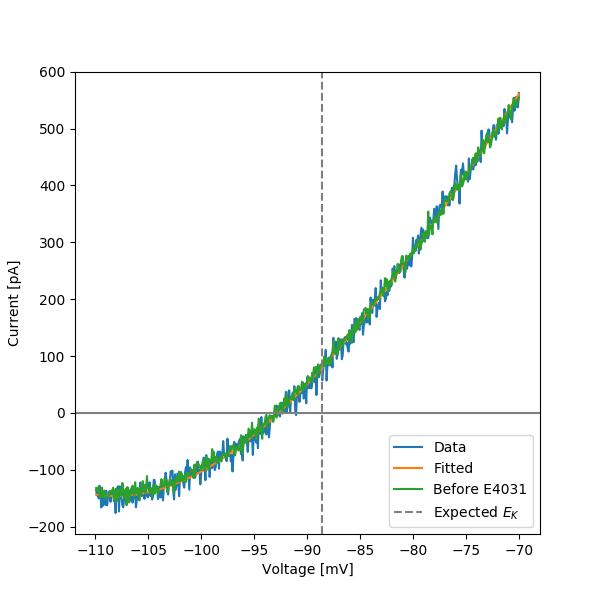 600
500
400
300
200
100
0
−100
−200
Current [pA]
Data
Fitted
Before E4031
Expected E_K
−110 −105 −100 −95 −90 −85 −80 −75 −70
Voltage [mV]